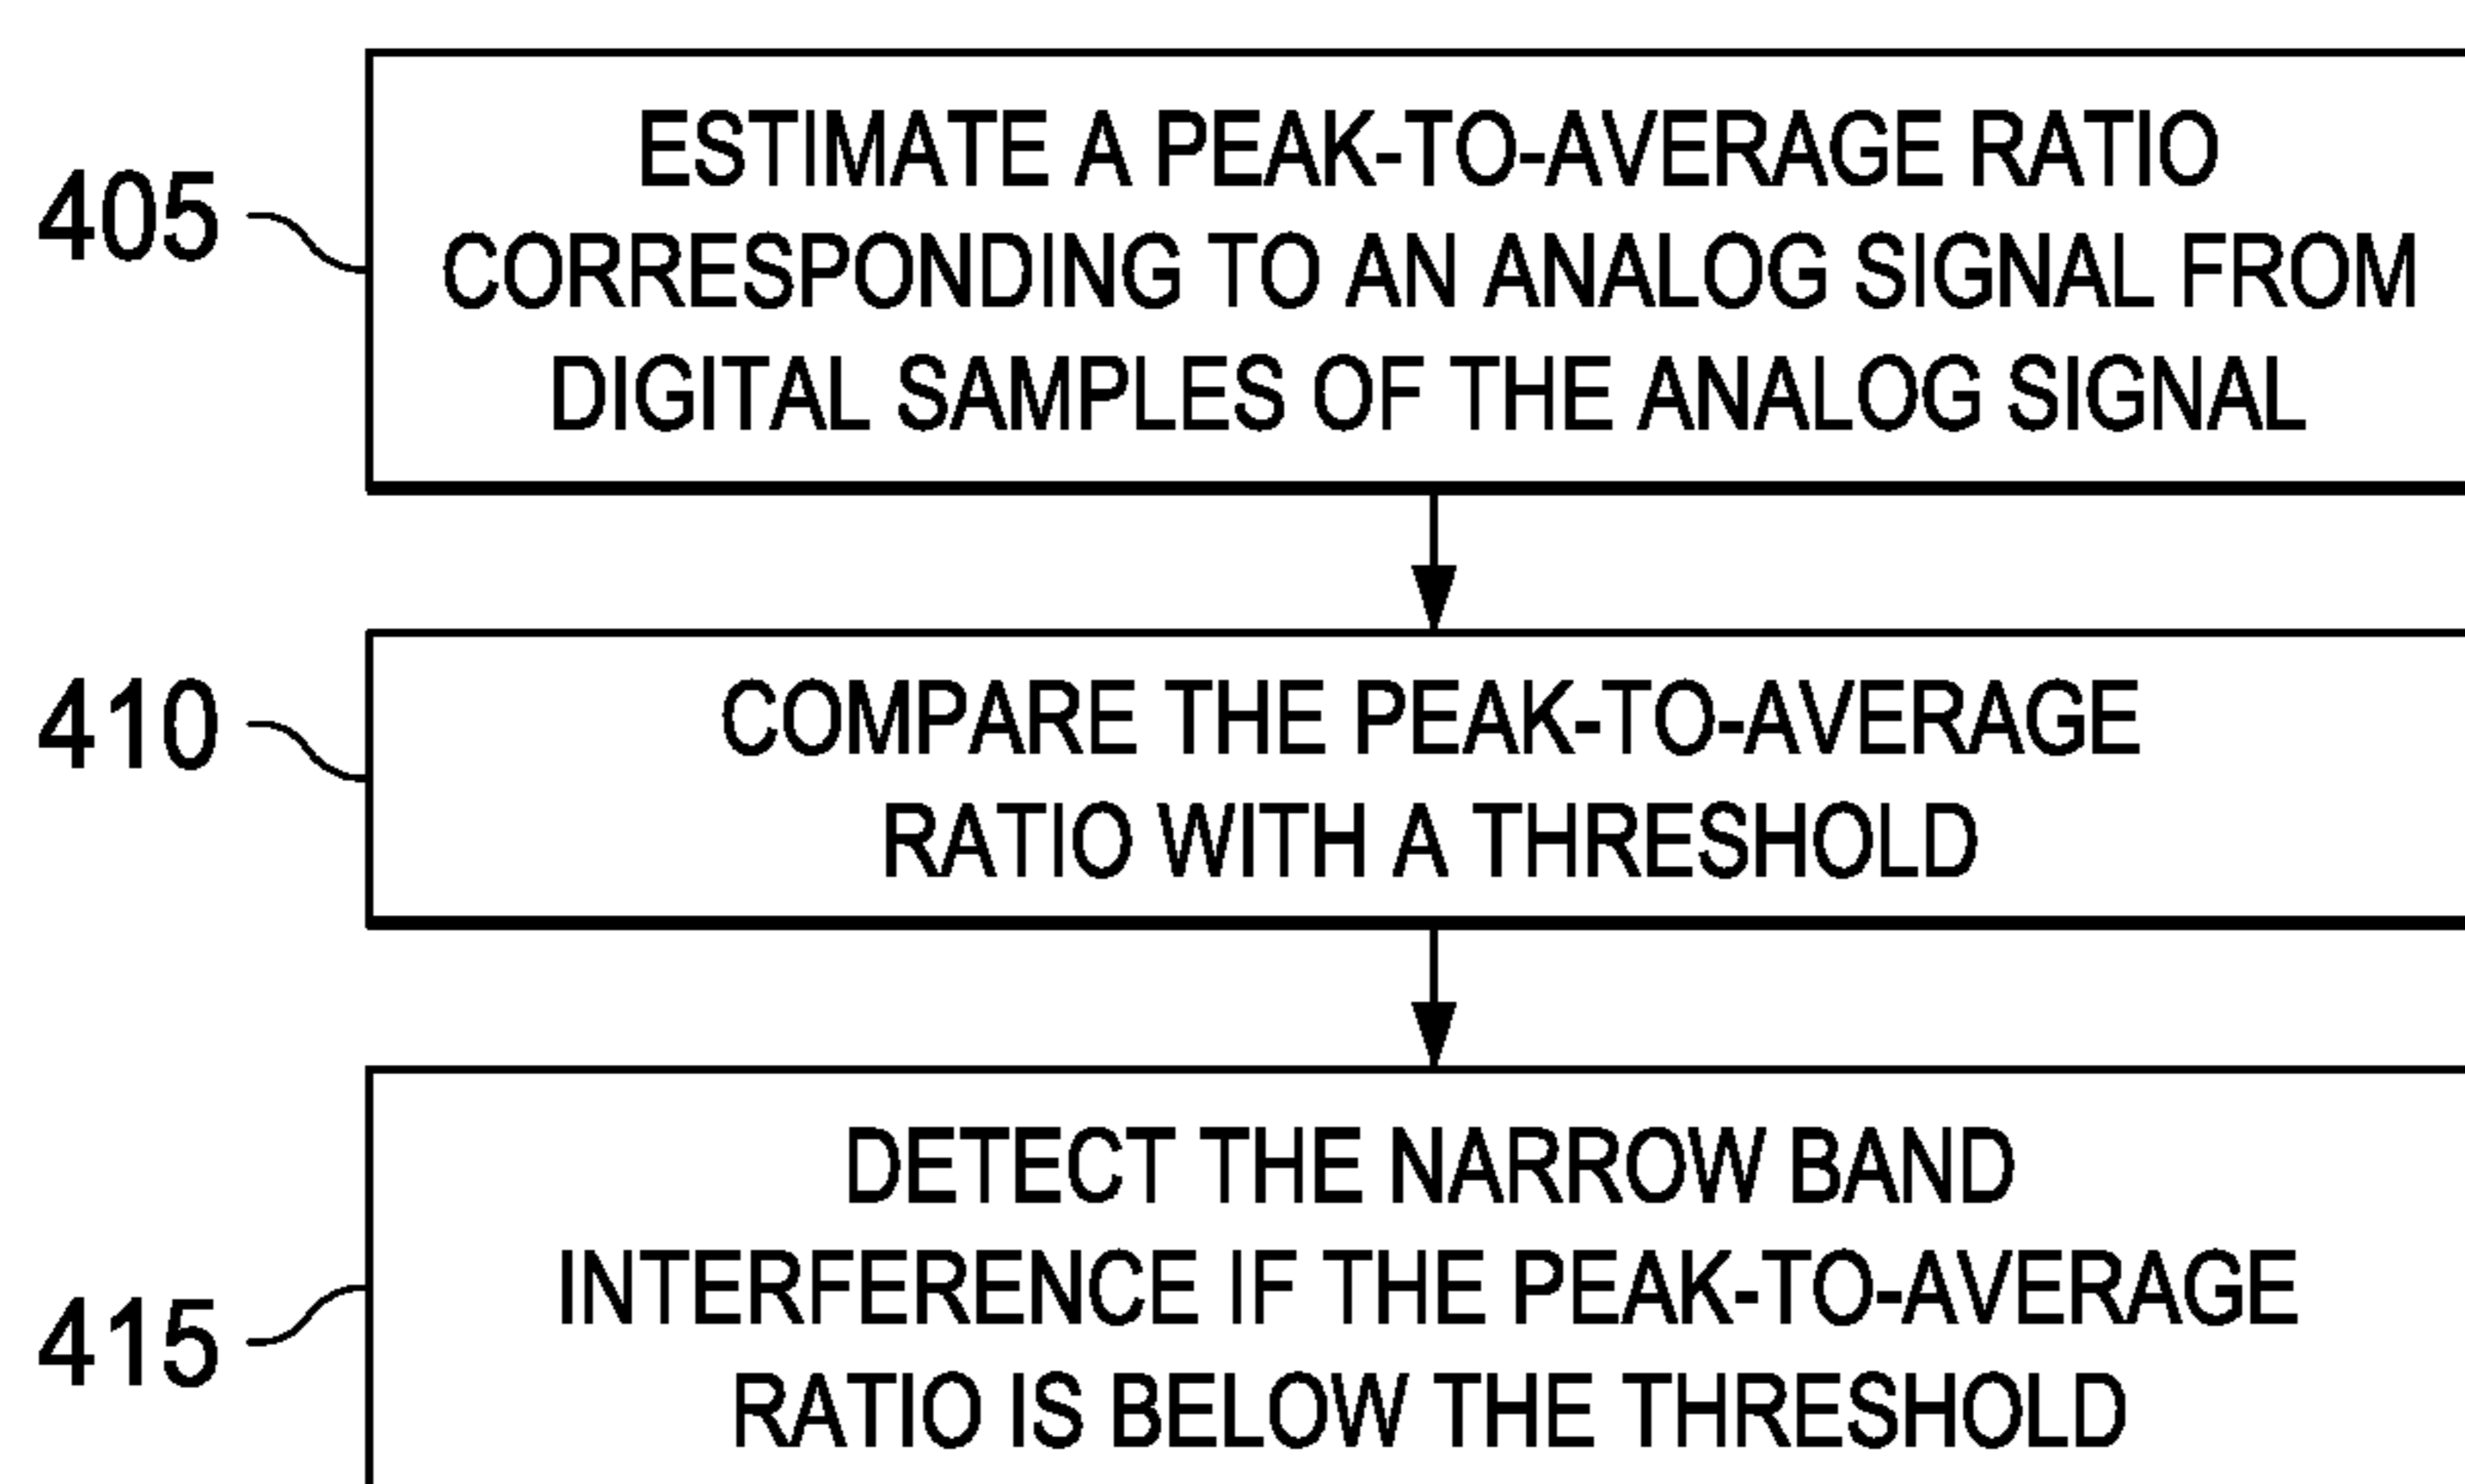 405
ESTIMATE A PEAK-TO-AVERAGE RATIO
CORRESPONDING TO AN ANALOG SIGNAL FROM
DIGITAL SAMPLES OF THE ANALOG SIGNAL
410
COMPARE THE PEAK-TO-AVERAGE
RATIO WITH A THRESHOLD
415
DETECT THE NARROW BAND
INTERFERENCE IF THE PEAK-TO-AVERAGE
RATIO IS BELOW THE THRESHOLD